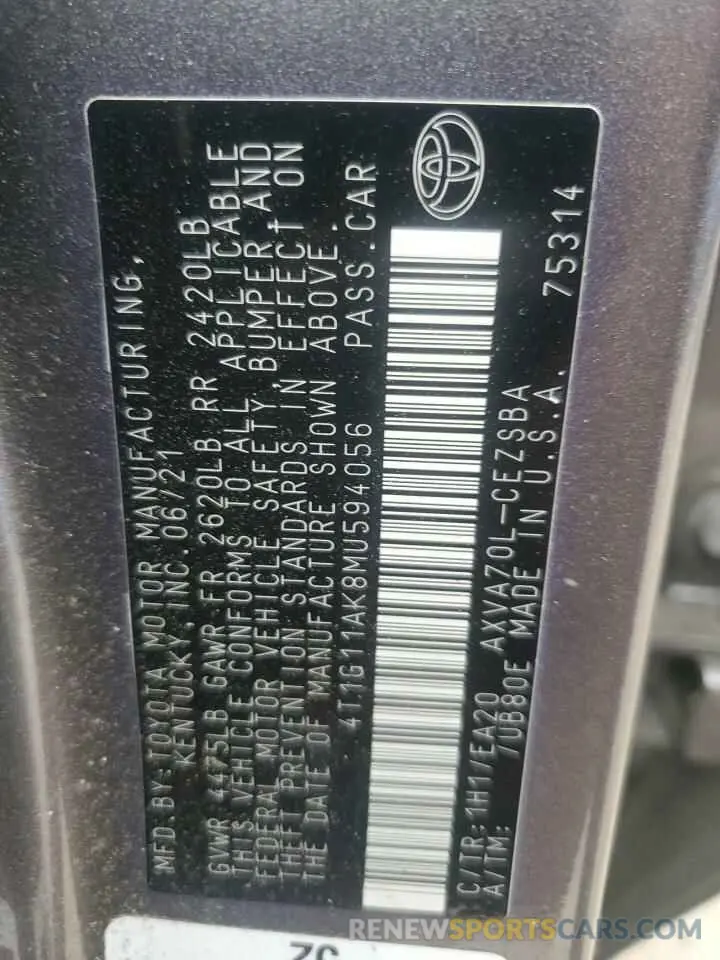 MFD.BY:TOYOTA MOTOR MANUFACTURING,
KENTUCKY,INC.06/21
GVWR 4475LB GAWR FR 2620LB RR 2420LB
THIS VEHICLE CONFORMS TO ALL APPLICABLE
FEDERAL MOTOR VEHICLE SAFETY,BUMPER,AND
THEFT PREVENTION STANDARDS IN EFFECT ON
THE DATE OF MANUFACTURE SHOWN ABOVE.
4T1G11AK8MU594056 PASS.CAR
C/TR:1H1/EA20 AXVA70L-CEZSBA
A/TM: /UB80E MADE IN U.S.A. 75314
RENEWSPORTSCARS.COM